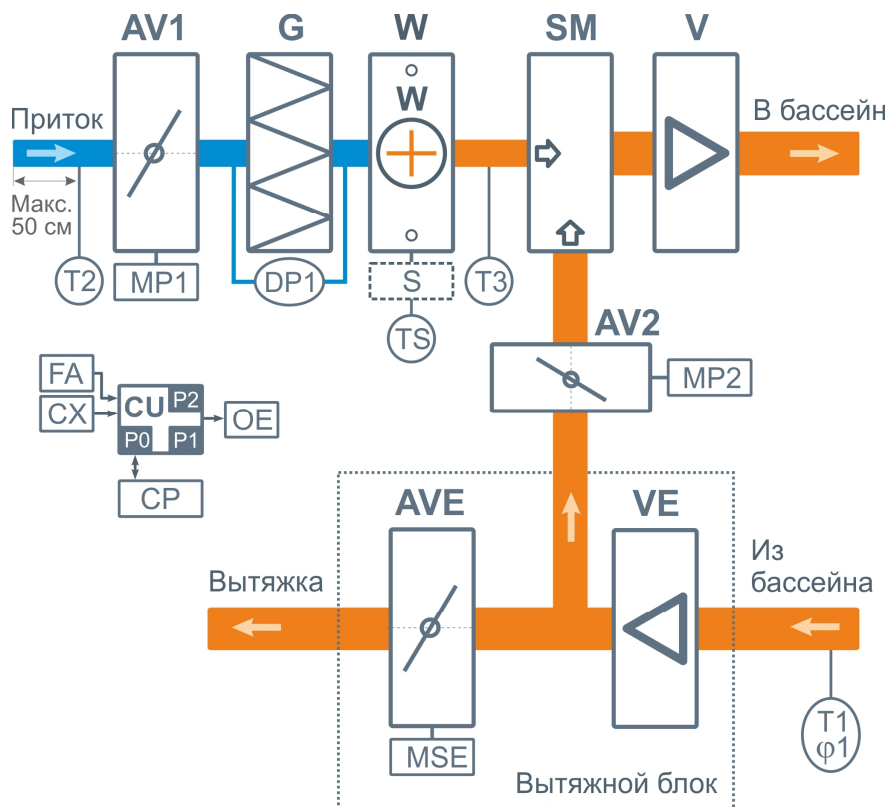 AV1
G
W
SM
V
Приток
W
В бассейн
Макс.
50 см
T2
MP1
DP1
S
T3
TS
AV2
MP2
FA
CX
CU
P2
P0
P1
OE
CP
AVE
VE
Вытяжка
Из
бассейна
MSE
T1
φ1
Вытяжной блок